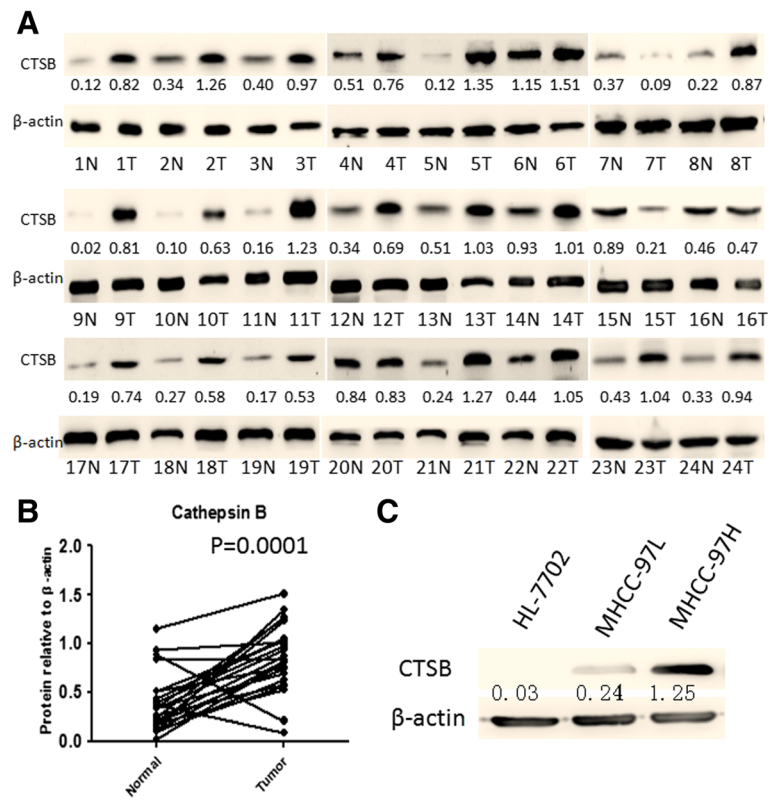 A
CTSB
0.12 0.82 0.34 1.26 0.40 0.97 0.51 0.76 0.12 1.35 1.15 1.51 0.37 0.09 0.22 0.87
β-actin
1N 1T 2N 2T 3N 3T 4N 4T 5N 5T 6N 6T 7N 7T 8N 8T
CTSB
0.02 0.81 0.10 0.63 0.16 1.23 0.34 0.69 0.51 1.03 0.93 1.01 0.89 0.21 0.46 0.47
β-actin
9N 9T 10N 10T 11N 11T 12N 12T 13N 13T 14N 14T 15N 15T 16N 16T
CTSB
0.19 0.74 0.27 0.58 0.17 0.53 0.84 0.83 0.24 1.27 0.44 1.05 0.43 1.04 0.33 0.94
β-actin
17N 17T 18N 18T 19N 19T 20N 20T 21N 21T 22N 22T 23N 23T 24N 24T
B
Cathepsin B
P=0.0001
Protein relative to β-actin
2.0
1.5
1.0
0.5
0.0
Normal
Tumor
C
HL-7702
MHCC-97L
MHCC-97H
CTSB
0.03 0.24 1.25
β-actin